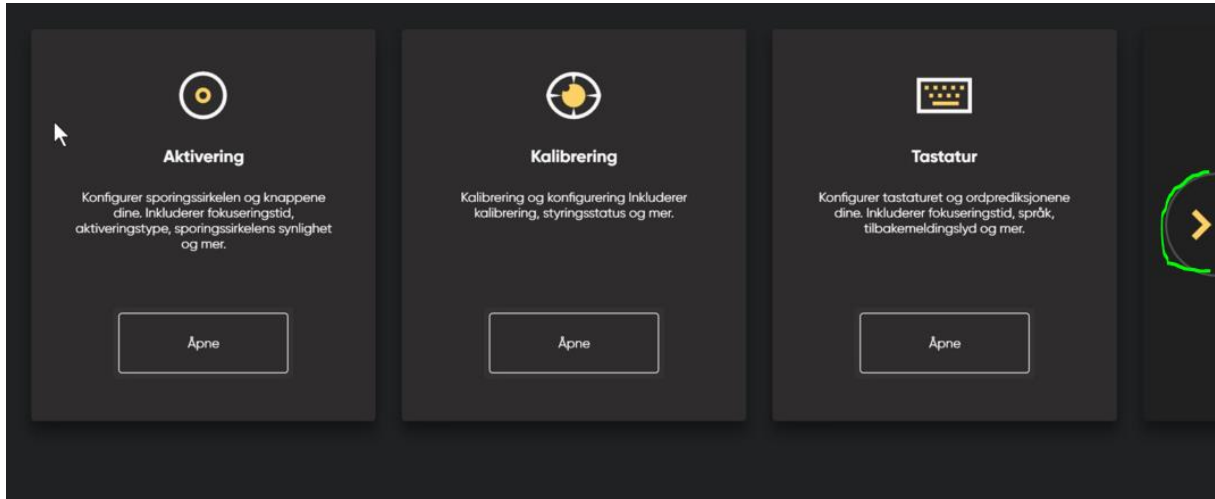 Aktivering
Konfigurer sporingssirkelen og knappene
dine. Inkluderer fokuseringstid,
aktiveringstype, sporingssirkelens synlighet
og mer.
Åpne
Kalibrering
Kalibrering og konfigurering Inkluderer
kalibrering, styringsstatus og mer.
Åpne
Tastatur
Konfigurer tastaturet og ordprediksjonene
dine. Inkluderer fokuseringstid, språk,
tilbakemeldingslyd og mer.
Åpne